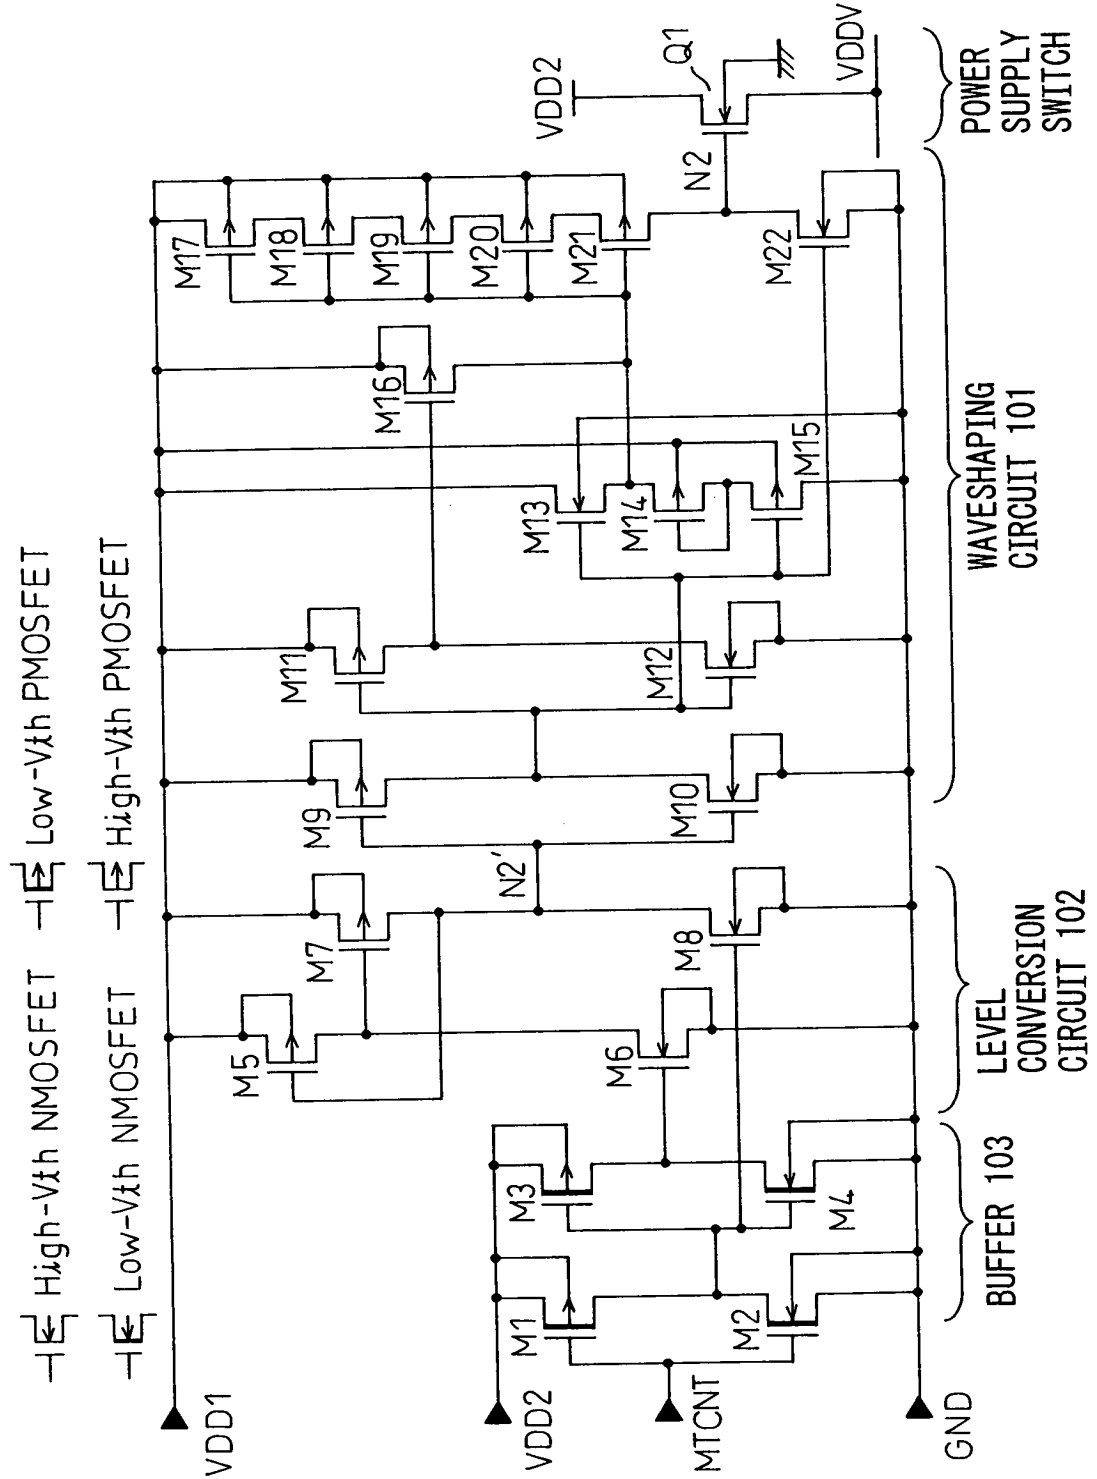 High-Vth NMOSFET
Low-Vth PMOSFET
Low-Vth NMOSFET
High-Vth PMOSFET
VDD1
VDD2
MTCNT
GND
M1
M2
M3
M4
M5
M6
M7
M8
N2'
M9
M10
M11
M12
M13
M14
M15
M16
M17
M18
M19
M20
M21
M22
N2
VDD2
Q1
VDDV
BUFFER 103
LEVEL
CONVERSION
CIRCUIT 102
WAVESHAPING
CIRCUIT 101
POWER
SUPPLY
SWITCH